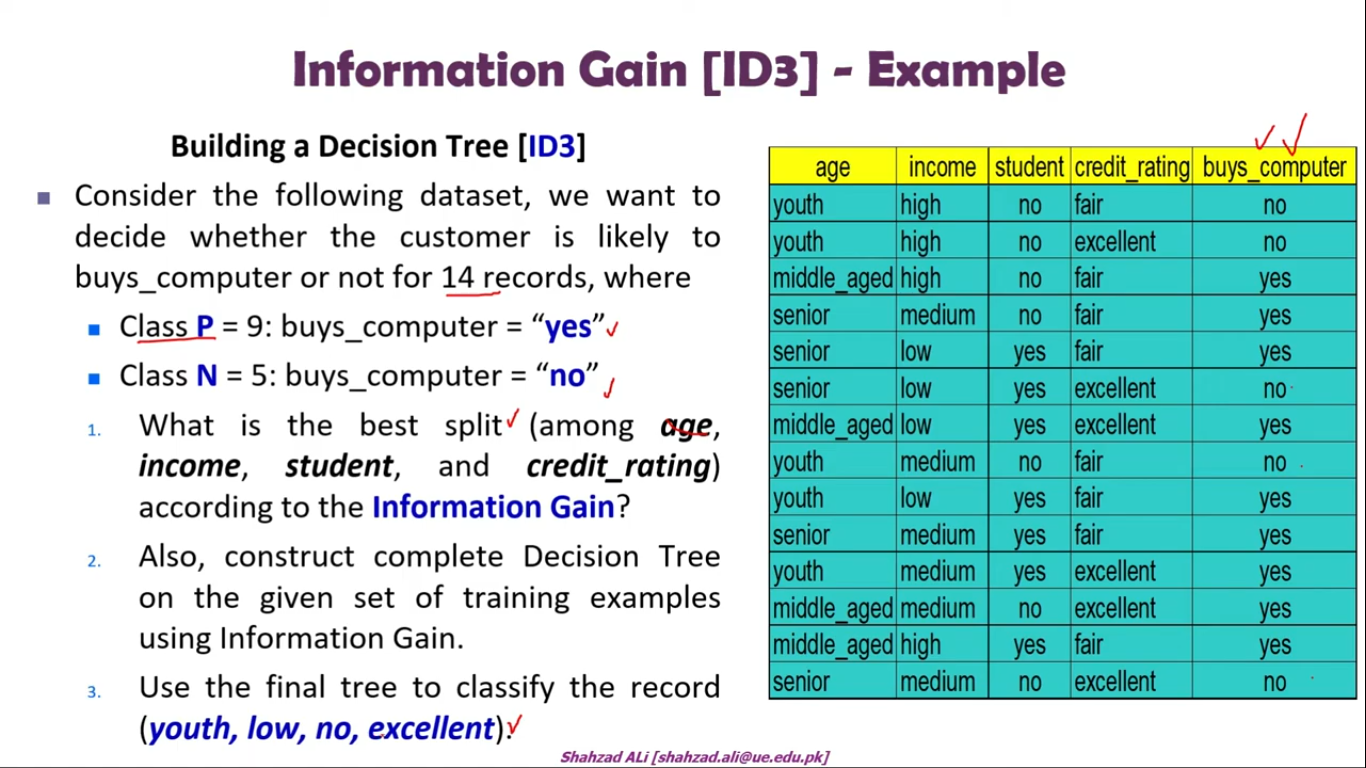 Information Gain [ID3] - Example
Building a Decision Tree [ID3]
Consider the following dataset, we want to
decide whether the customer is likely to
buys_computer or not for 14 records, where
Class P = 9: buys_computer = “yes”
Class N = 5: buys_computer = “no”
1. What is the best split (among age,
income, student, and credit_rating)
according to the Information Gain?
2. Also, construct complete Decision Tree
on the given set of training examples
using Information Gain.
3. Use the final tree to classify the record
(youth, low, no, excellent).
age income student credit_rating buys_computer
youth high no fair no
youth high no excellent no
middle_aged high no fair yes
senior medium no fair yes
senior low yes fair yes
senior low yes excellent no
middle_aged low yes excellent yes
youth medium no fair no
youth low yes fair yes
senior medium yes fair yes
youth medium yes excellent yes
middle_aged medium no excellent yes
middle_aged high yes fair yes
senior medium no excellent no
Shahzad ALi [shahzad.ali@ue.edu.pk]